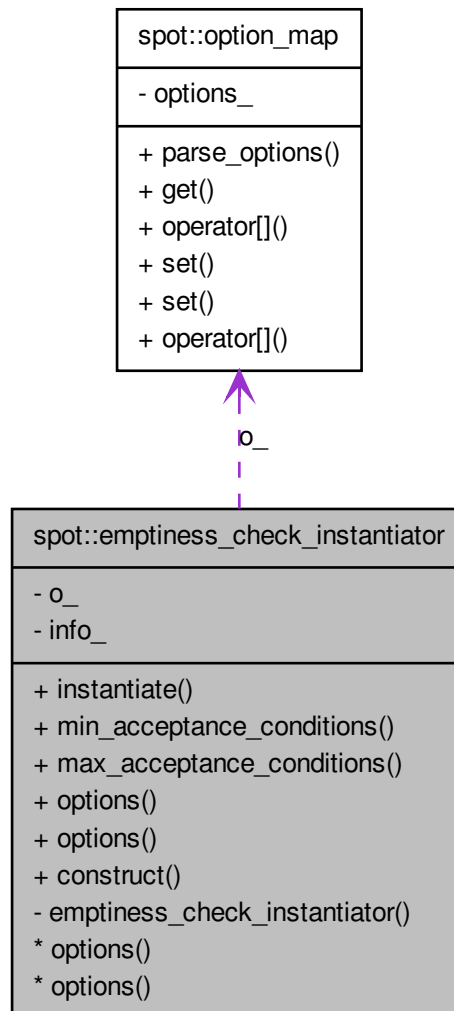 spot::option_map
- options_
+ parse_options()
+ get()
+ operator[]()
+ set()
+ set()
+ operator[]()
o_
spot::emptiness_check_instantiator
- o_
- info_
+ instantiate()
+ min_acceptance_conditions()
+ max_acceptance_conditions()
+ options()
+ options()
+ construct()
- emptiness_check_instantiator()
* options()
* options()